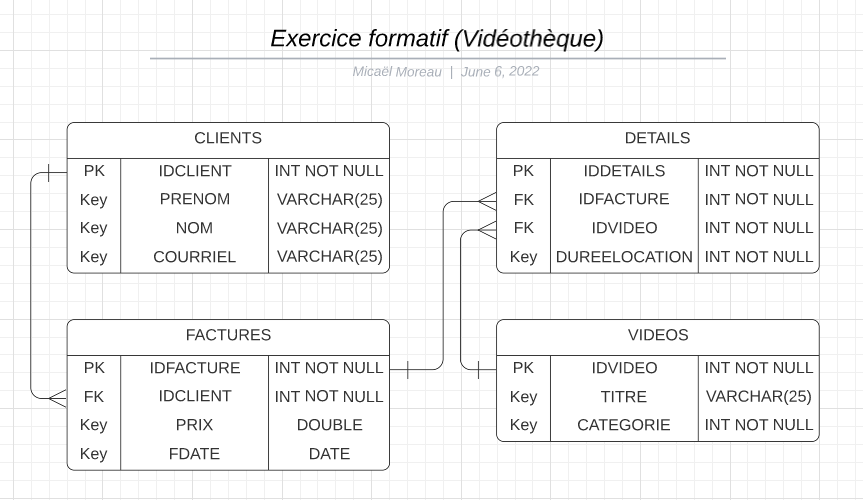 Exercice formatif (Vidéothèque)
Micaël Moreau | June 6, 2022
CLIENTS
PK IDCLIENT INT NOT NULL
Key PRENOM VARCHAR(25)
Key NOM VARCHAR(25)
Key COURRIEL VARCHAR(25)
FACTURES
PK IDFACTURE INT NOT NULL
FK IDCLIENT INT NOT NULL
Key PRIX DOUBLE
Key FDATE DATE
DETAILS
PK IDDETAILS INT NOT NULL
FK IDFACTURE INT NOT NULL
FK IDVIDEO INT NOT NULL
Key DUREELOCATION INT NOT NULL
VIDEOS
PK IDVIDEO INT NOT NULL
Key TITRE VARCHAR(25)
Key CATEGORIE INT NOT NULL